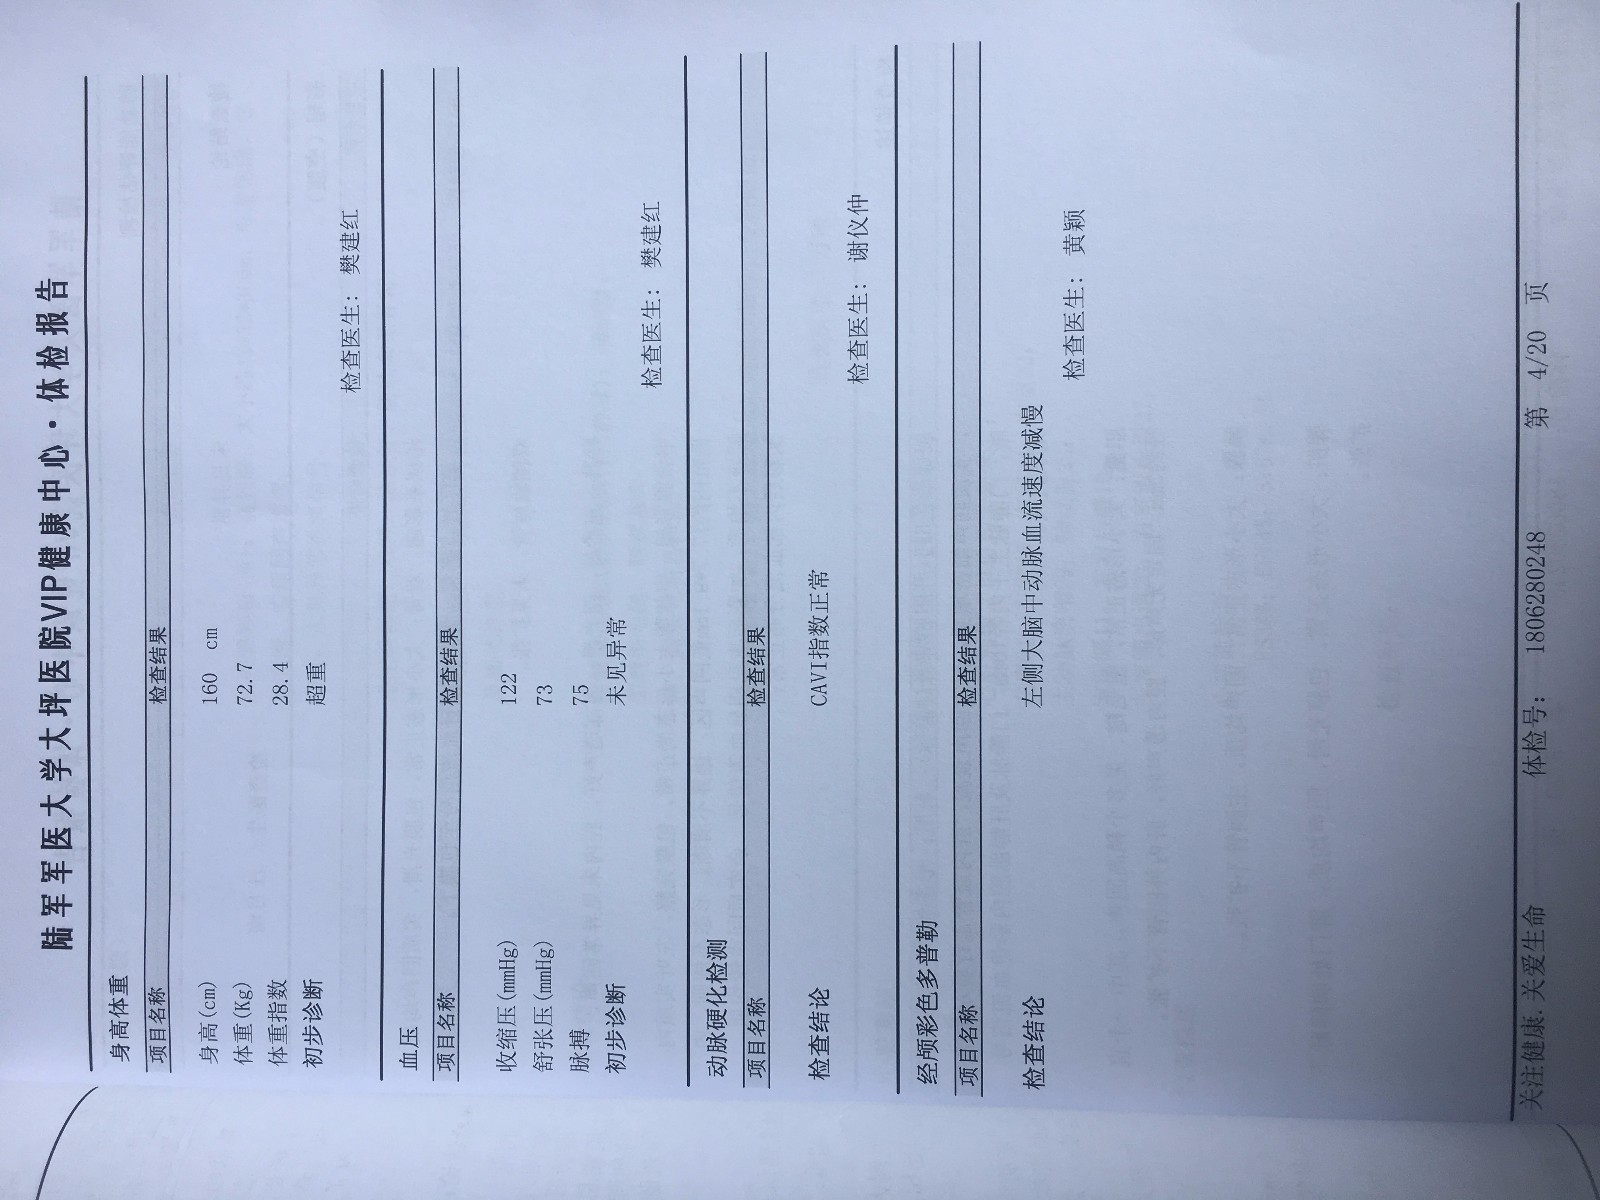 陆军军医大学大坪医院VIP健康中心·体检报告
身高体重
项目名称 检查结果
身高(cm) 160 cm
体重(Kg) 72.7
体重指数 28.4
初步诊断 超重
检查医生: 樊建红
血压
项目名称 检查结果
收缩压(mmHg) 122
舒张压(mmHg) 73
脉搏 75
初步诊断 未见异常
检查医生: 樊建红
动脉硬化检测
项目名称 检查结果
检查结论 CAVI指数正常
检查医生: 谢仪仲
经颅彩色多普勒
项目名称 检查结果
检查结论 左侧大脑中动脉血流速度减慢
检查医生: 黄颖
关注健康.关爱生命 体检号: 1806280248 第 4/20 页